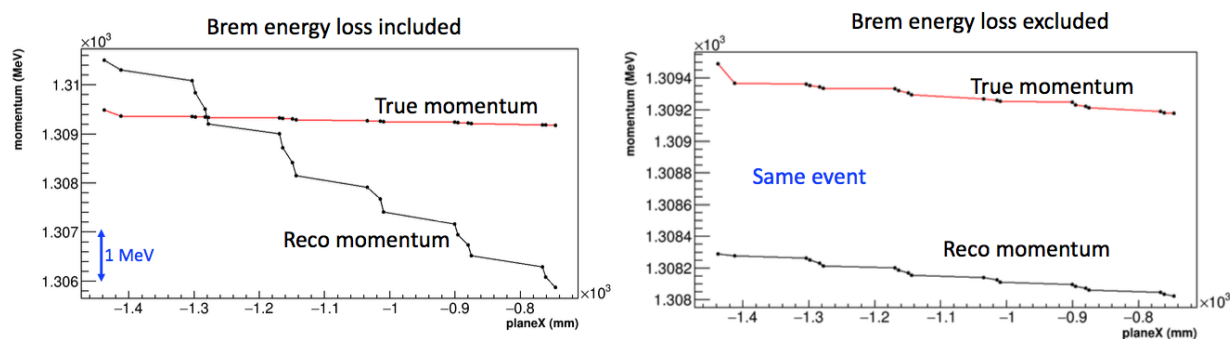 Brem energy loss included
×10³
momentum (MeV)
1.31
1.309
1.308
1.307
1.306
True momentum
Reco momentum
1 MeV
−1.4 −1.3 −1.2 −1.1 −1 −0.9 −0.8
×10³
planeX (mm)
Brem energy loss excluded
×10³
momentum (MeV)
1.3094
1.3092
1.309
1.3088
1.3086
1.3084
1.3082
1.308
True momentum
Same event
Reco momentum
−1.4 −1.3 −1.2 −1.1 −1 −0.9 −0.8
×10³
planeX (mm)